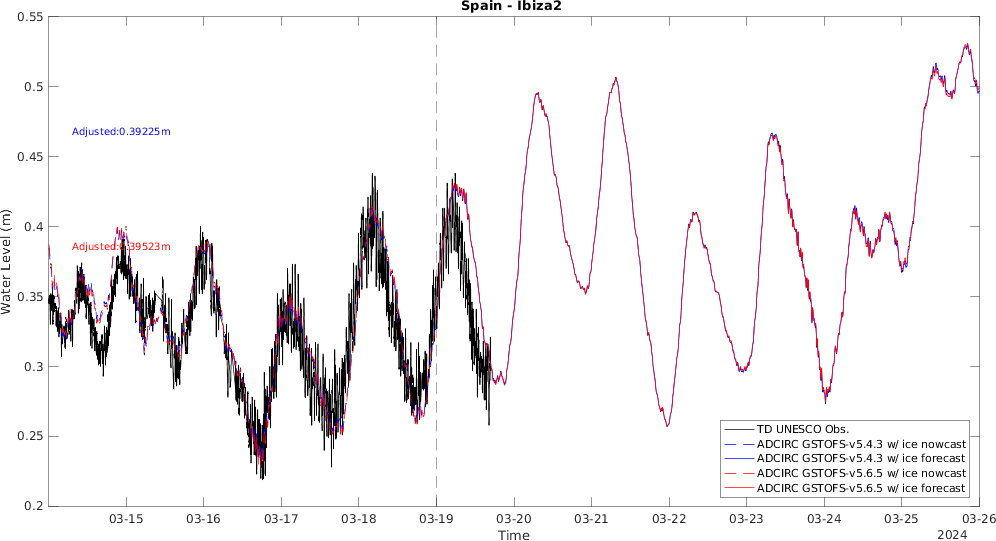 Spain - Ibiza2
Water Level (m)
0.55
0.5
0.45
0.4
0.35
0.3
0.25
0.2
Adjusted:0.39225m
Adjusted:0.39523m
TD UNESCO Obs.
ADCIRC GSTOFS-v5.4.3 w/ ice nowcast
ADCIRC GSTOFS-v5.4.3 w/ ice forecast
ADCIRC GSTOFS-v5.6.5 w/ ice nowcast
ADCIRC GSTOFS-v5.6.5 w/ ice forecast
03-15 03-16 03-17 03-18 03-19 03-20 03-21 03-22 03-23 03-24 03-25 03-26
Time
2024